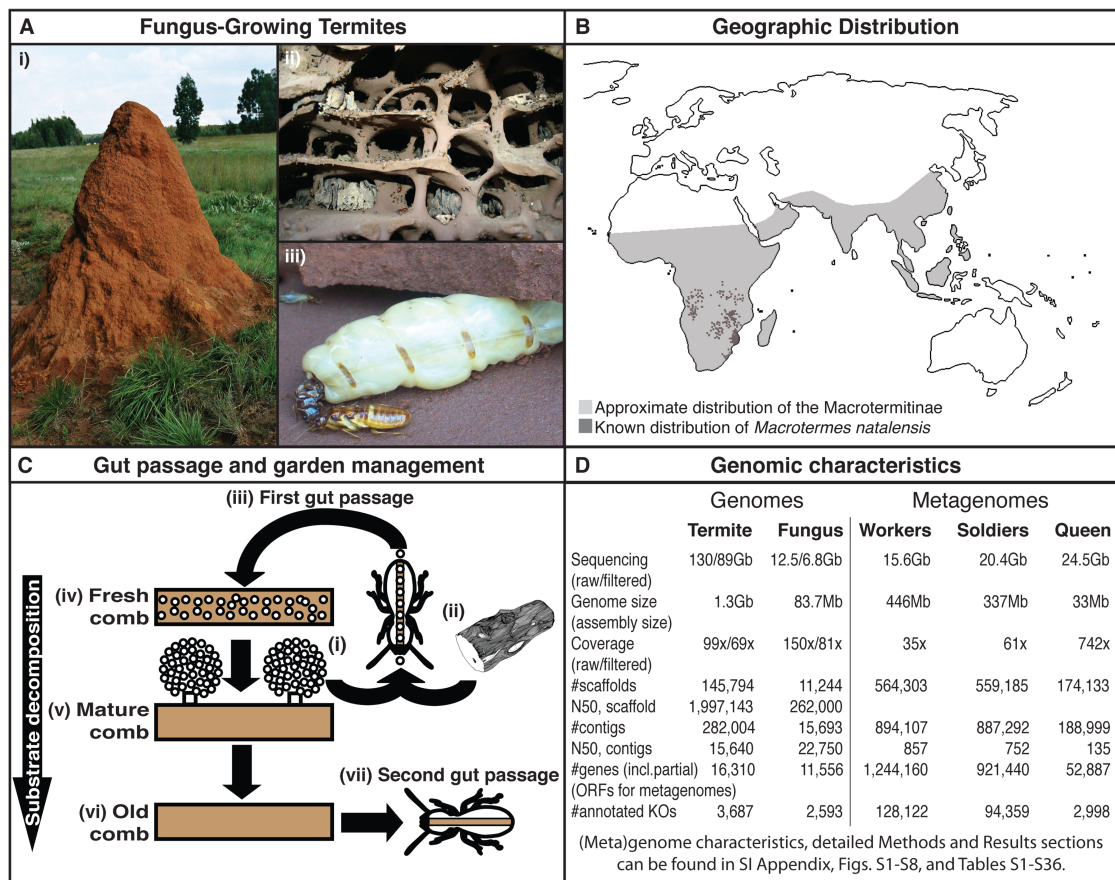 A Fungus-Growing Termites
i)
ii)
iii)
B Geographic Distribution
Approximate distribution of the Macrotermitinae
Known distribution of Macrotermes natalensis
C Gut passage and garden management
Substrate decomposition
(iii) First gut passage
(iv) Fresh
comb
(ii)
(i)
(v) Mature
comb
(vii) Second gut passage
(vi) Old
comb
D Genomic characteristics
Genomes Metagenomes
Termite Fungus Workers Soldiers Queen
Sequencing 130/89Gb 12.5/6.8Gb 15.6Gb 20.4Gb 24.5Gb
(raw/filtered)
Genome size 1.3Gb 83.7Mb 446Mb 337Mb 33Mb
(assembly size)
Coverage 99x/69x 150x/81x 35x 61x 742x
(raw/filtered)
#scaffolds 145,794 11,244 564,303 559,185 174,133
N50, scaffold 1,997,143 262,000
#contigs 282,004 15,693 894,107 887,292 188,999
N50, contigs 15,640 22,750 857 752 135
#genes (incl.partial) 16,310 11,556 1,244,160 921,440 52,887
(ORFs for metagenomes)
#annotated KOs 3,687 2,593 128,122 94,359 2,998
(Meta)genome characteristics, detailed Methods and Results sections
can be found in SI Appendix, Figs. S1-S8, and Tables S1-S36.